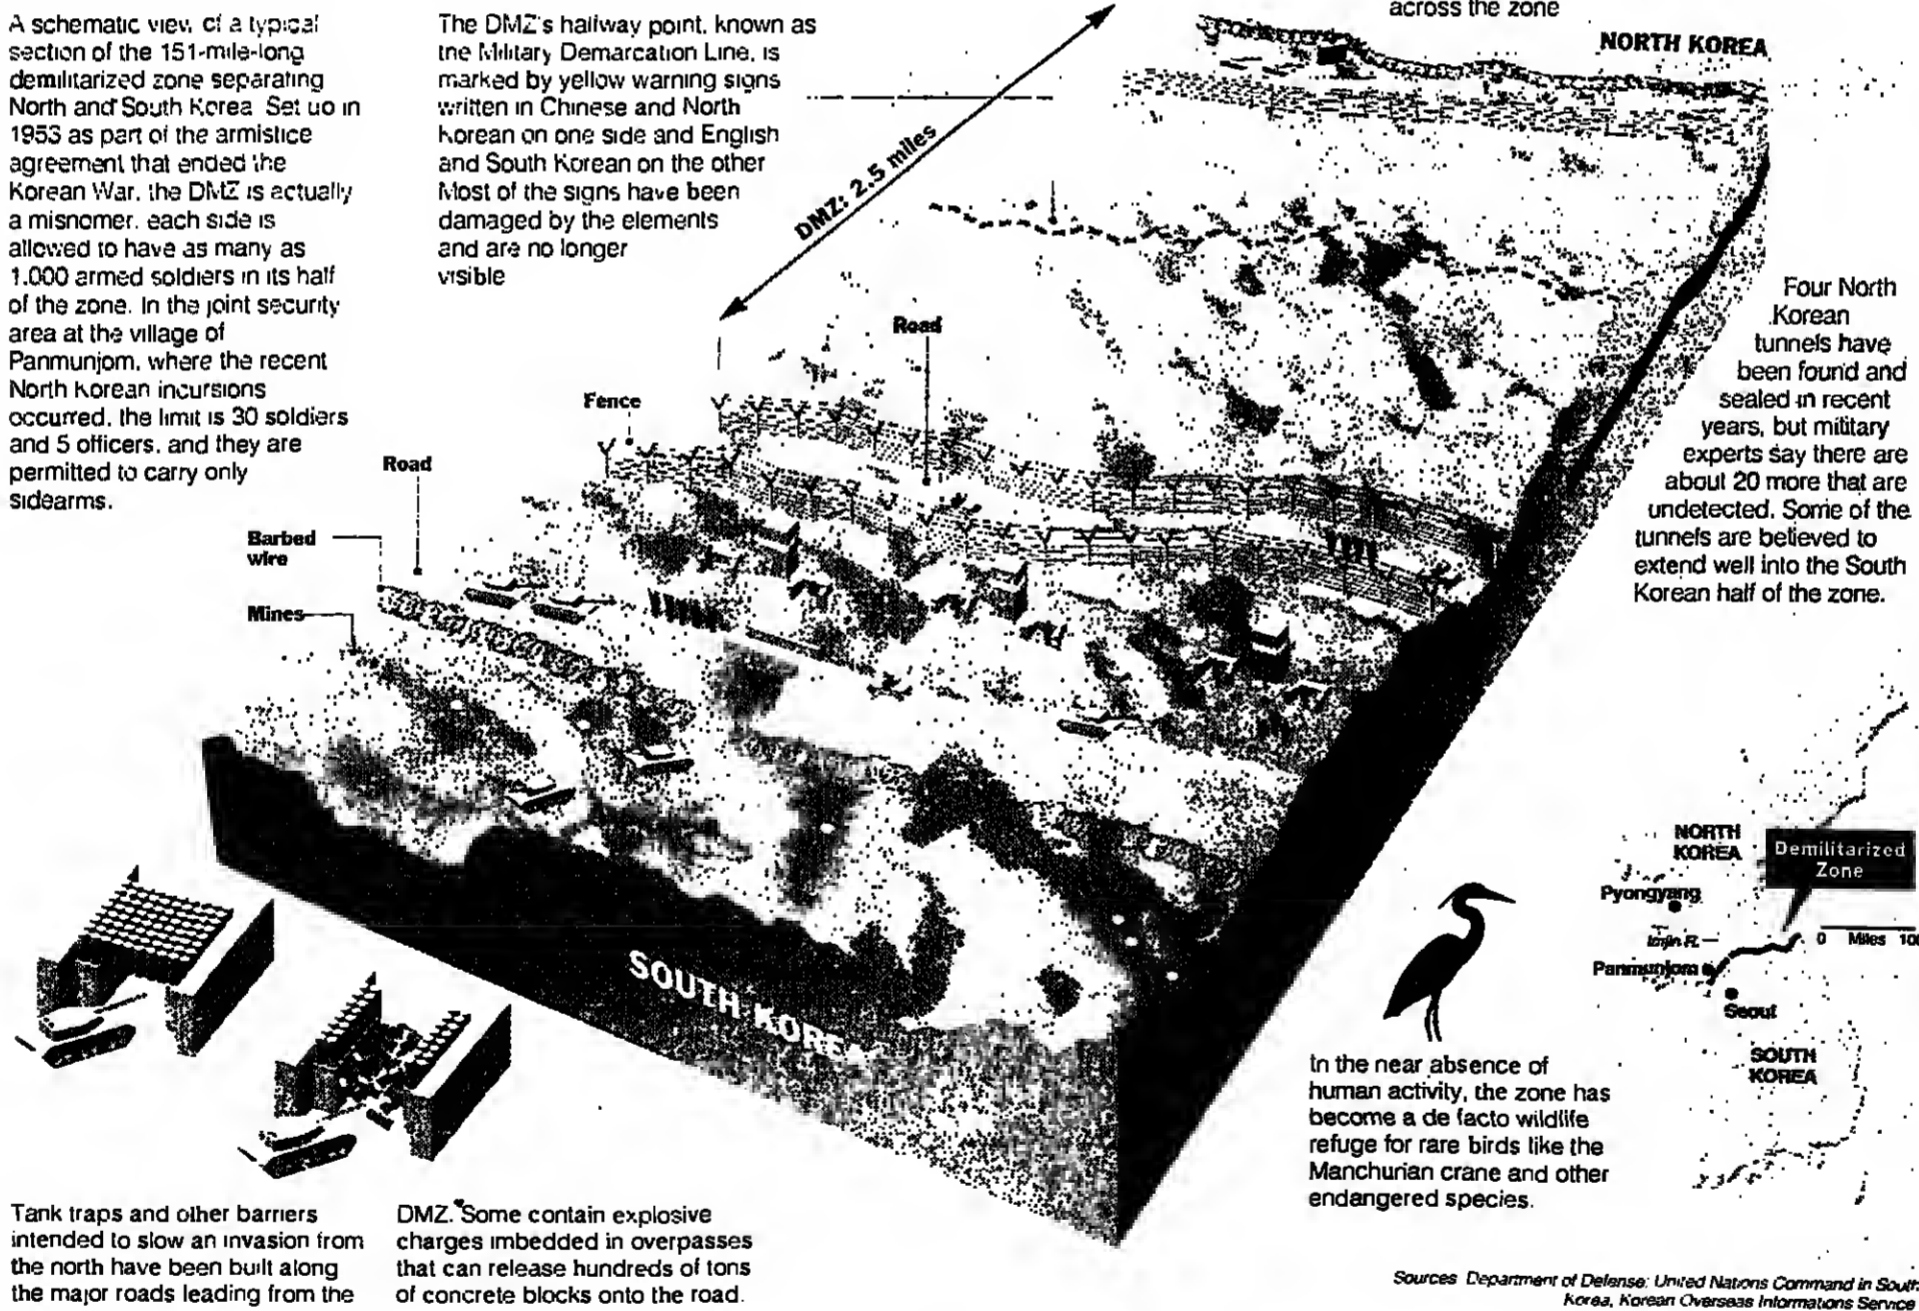 A schematic view of a typical
section of the 151-mile-long
demilitarized zone separating
North and South Korea Set up in
1953 as part of the armistice
agreement that ended the
Korean War, the DMZ is actually
a misnomer. each side is
allowed to have as many as
1.000 armed soldiers in its half
of the zone. In the joint security
area at the village of
Panmunjom, where the recent
North Korean incursions
occurred, the limit is 30 soldiers
and 5 officers. and they are
permitted to carry only
sidearms.
The DMZ's halfway point, known as
the Military Demarcation Line, is
marked by yellow warning signs
written in Chinese and North
Korean on one side and English
and South Korean on the other
Most of the signs have been
damaged by the elements
and are no longer
visible
across the zone
NORTH KOREA
DMZ: 2.5 miles
Road
Fence
Road
Barbed
wire
Mines
Four North
Korean
tunnels have
been found and
sealed in recent
years, but military
experts say there are
about 20 more that are
undetected. Some of the
tunnels are believed to
extend well into the South
Korean half of the zone.
SOUTH KOREA
NORTH
KOREA
Demilitarized
Zone
Pyongyang
Imjin R.
0 Miles 100
Panmunjom
Seoul
SOUTH
KOREA
In the near absence of
human activity, the zone has
become a de facto wildlife
refuge for rare birds like the
Manchurian crane and other
endangered species.
Tank traps and other barriers
intended to slow an invasion from
the north have been built along
the major roads leading from the
DMZ. Some contain explosive
charges imbedded in overpasses
that can release hundreds of tons
of concrete blocks onto the road.
Sources Department of Defense; United Nations Command in South
Korea, Korean Overseas Informations Service